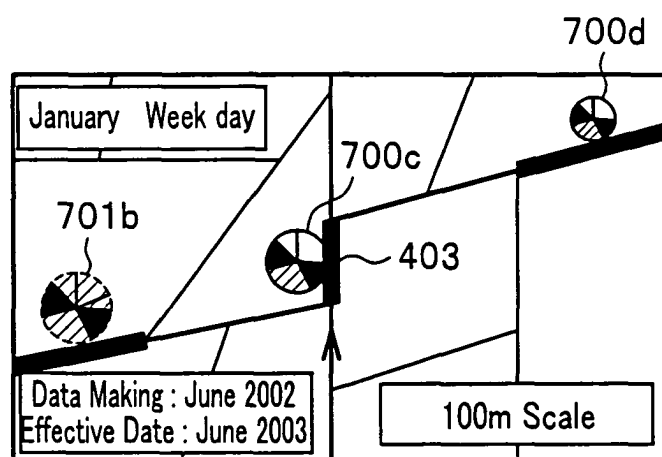 700d
January Week day
700c
701b
403
Data Making : June 2002
Effective Date : June 2003
100m Scale